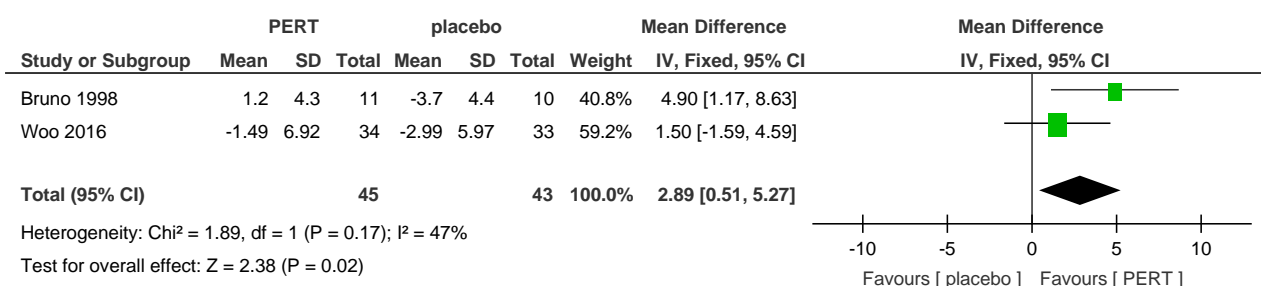 PERT placebo Mean Difference Mean Difference
Study or Subgroup Mean SD Total Mean SD Total Weight IV, Fixed, 95% CI IV, Fixed, 95% CI
Bruno 1998 1.2 4.3 11 -3.7 4.4 10 40.8% 4.90 [1.17, 8.63]
Woo 2016 -1.49 6.92 34 -2.99 5.97 33 59.2% 1.50 [-1.59, 4.59]
Total (95% CI) 45 43 100.0% 2.89 [0.51, 5.27]
Heterogeneity: Chi² = 1.89, df = 1 (P = 0.17); I² = 47%
Test for overall effect: Z = 2.38 (P = 0.02)
-10 -5 0 5 10
Favours [ placebo ] Favours [ PERT ]